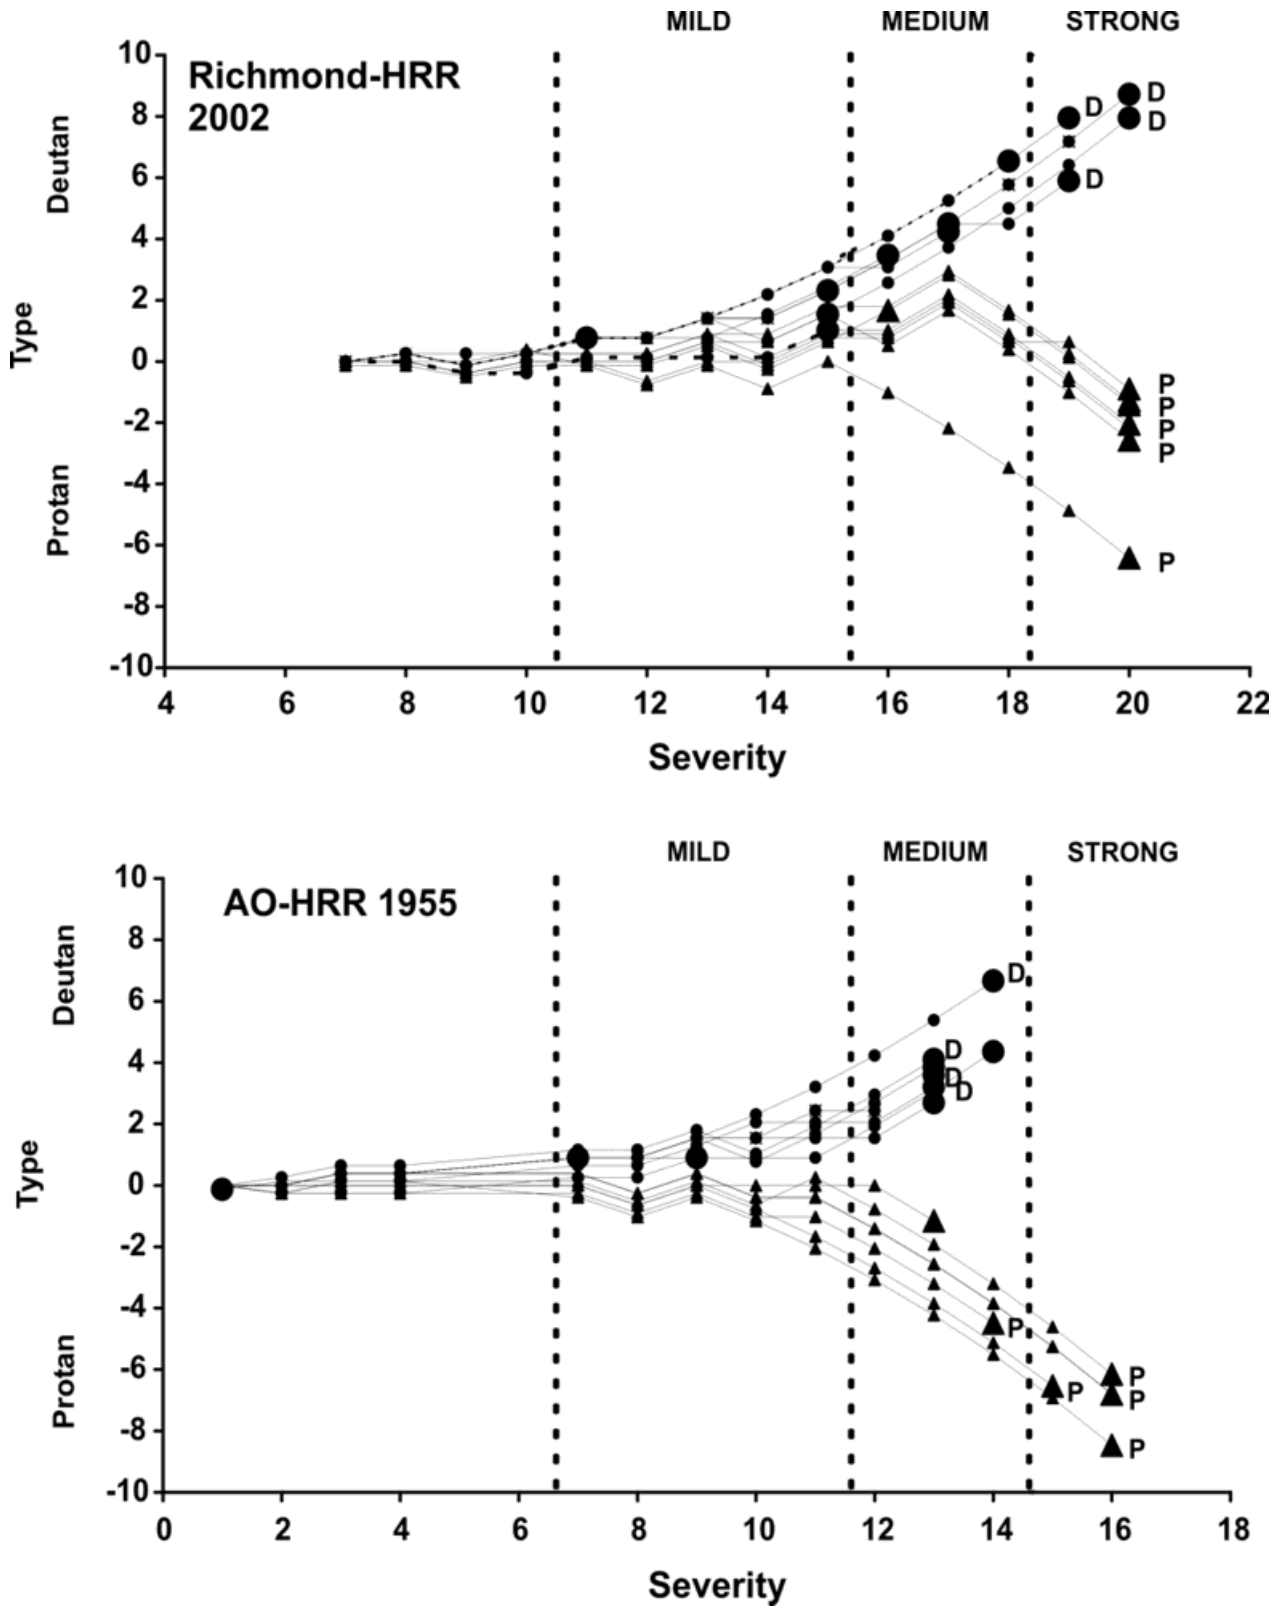 MILD MEDIUM STRONG
Richmond-HRR
2002
10
8
6
4
2
0
-2
-4
-6
-8
-10
Deutan
Type
Protan
D
D
D
D
P
P
P
P
P
4 6 8 10 12 14 16 18 20 22
Severity
MILD MEDIUM STRONG
AO-HRR 1955
10
8
6
4
2
0
-2
-4
-6
-8
-10
Deutan
Type
Protan
D
D
D
D
P
P
P
P
P
0 2 4 6 8 10 12 14 16 18
Severity